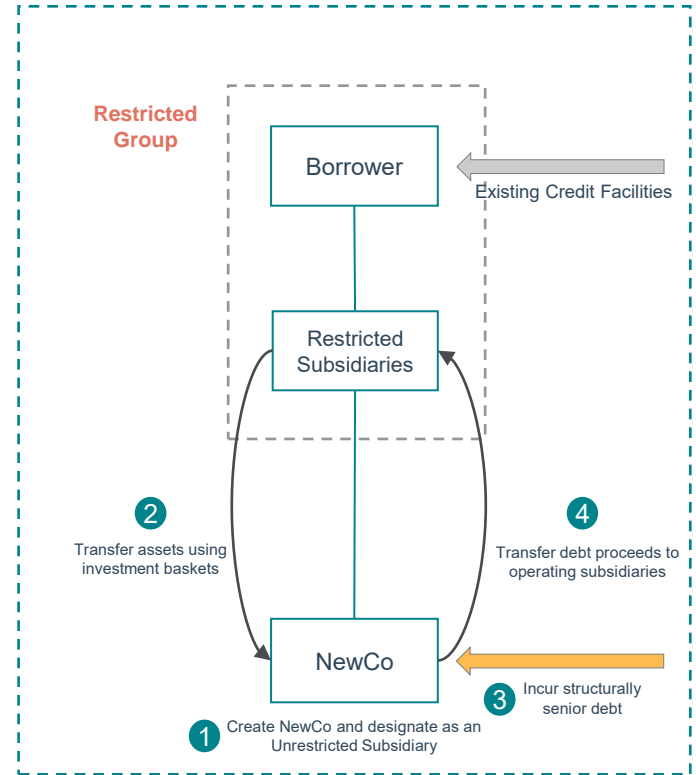 Restricted
Group
Borrower
Existing Credit Facilities
Restricted
Subsidiaries
2
Transfer assets using
investment baskets
4
Transfer debt proceeds to
operating subsidiaries
NewCo
3
Incur structurally
senior debt
1
Create NewCo and designate as an
Unrestricted Subsidiary